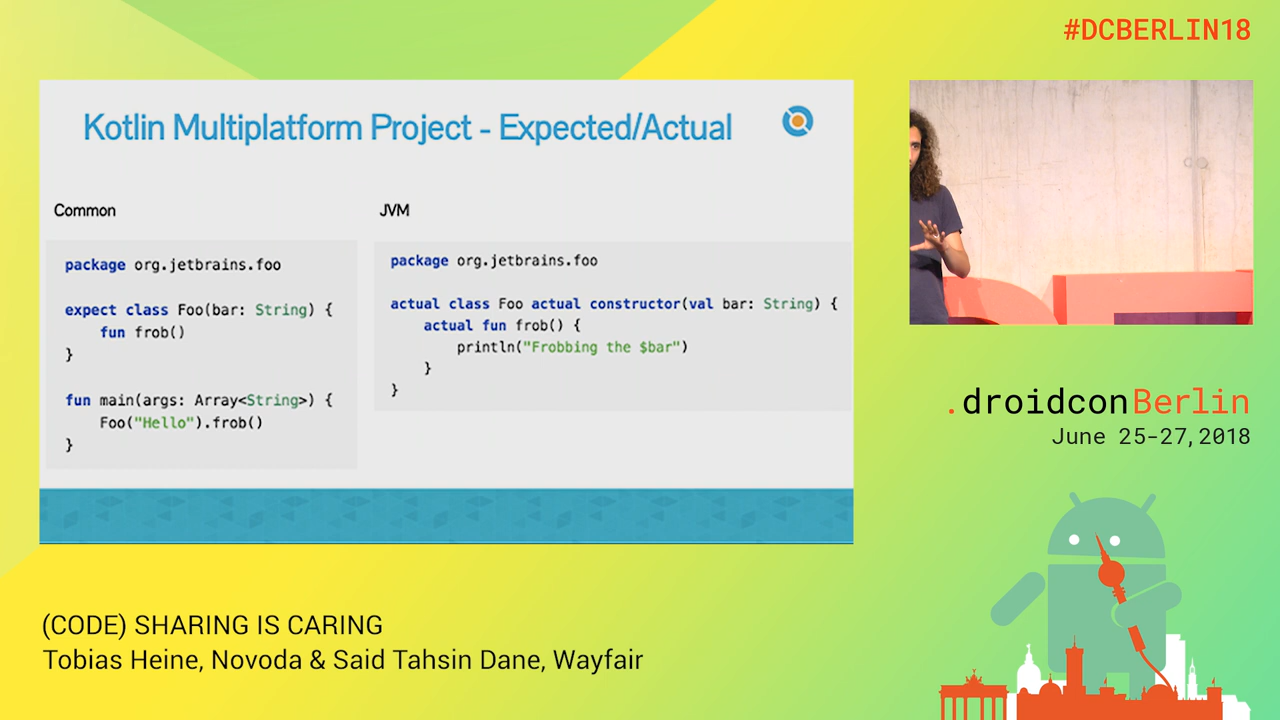 #DCBERLIN18
Kotlin Multiplatform Project - Expected/Actual
Common
package org.jetbrains.foo
expect class Foo(bar: String) {
fun frob()
}
fun main(args: Array<String>) {
Foo("Hello").frob()
}
JVM
package org.jetbrains.foo
actual class Foo actual constructor(val bar: String) {
actual fun frob() {
println("Frobbing the $bar")
}
}
.droidconBerlin
June 25-27, 2018
(CODE) SHARING IS CARING
Tobias Heine, Novoda & Said Tahsin Dane, Wayfair